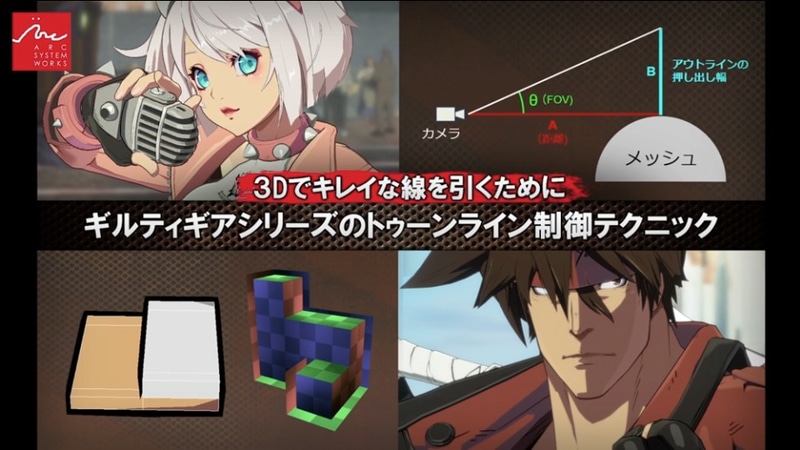 ARC
SYSTEM
WORKS
カメラ
θ (FOV)
A
(距離)
B
アウトラインの
押し出し幅
メッシュ
3Dでキレイな線を引くために
ギルティギアシリーズのトゥーンライン制御テクニック